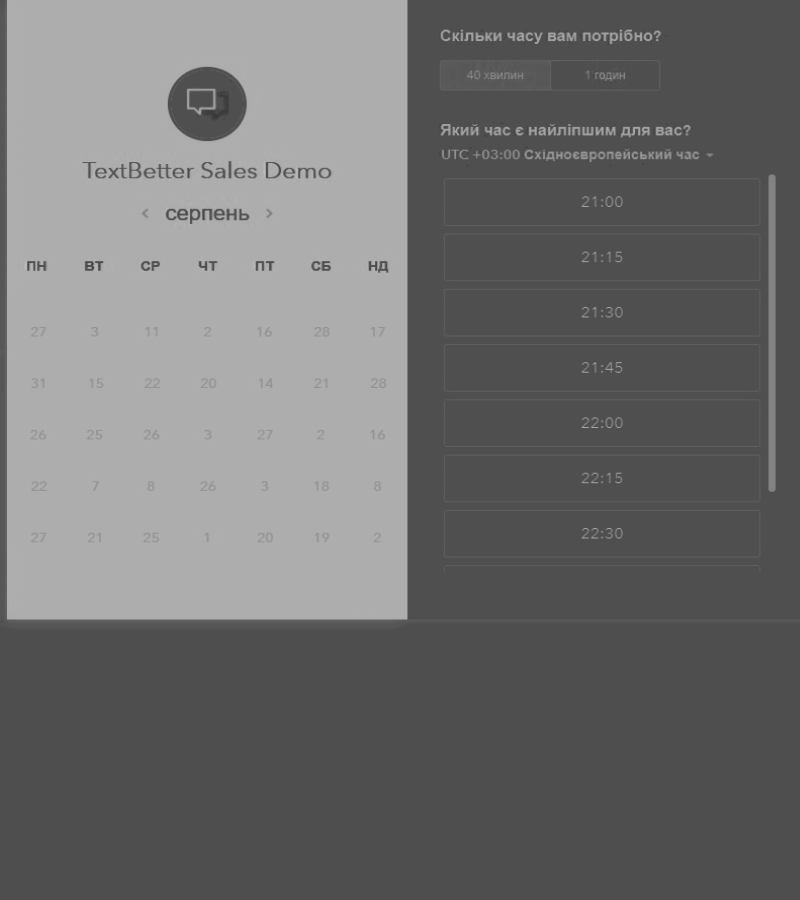 TextBetter Sales Demo
< серпень >
ПН ВТ СР ЧТ ПТ СБ НД
27 3 11 2 16 28 17
31 15 22 20 14 21 28
26 25 26 3 27 2 16
22 7 8 26 3 18 8
27 21 25 1 20 19 2
Скільки часу вам потрібно?
40 хвилин 1 годин
Який час є найліпшим для вас?
UTC +03:00 Східноєвропейський час
21:00
21:15
21:30
21:45
22:00
22:15
22:30